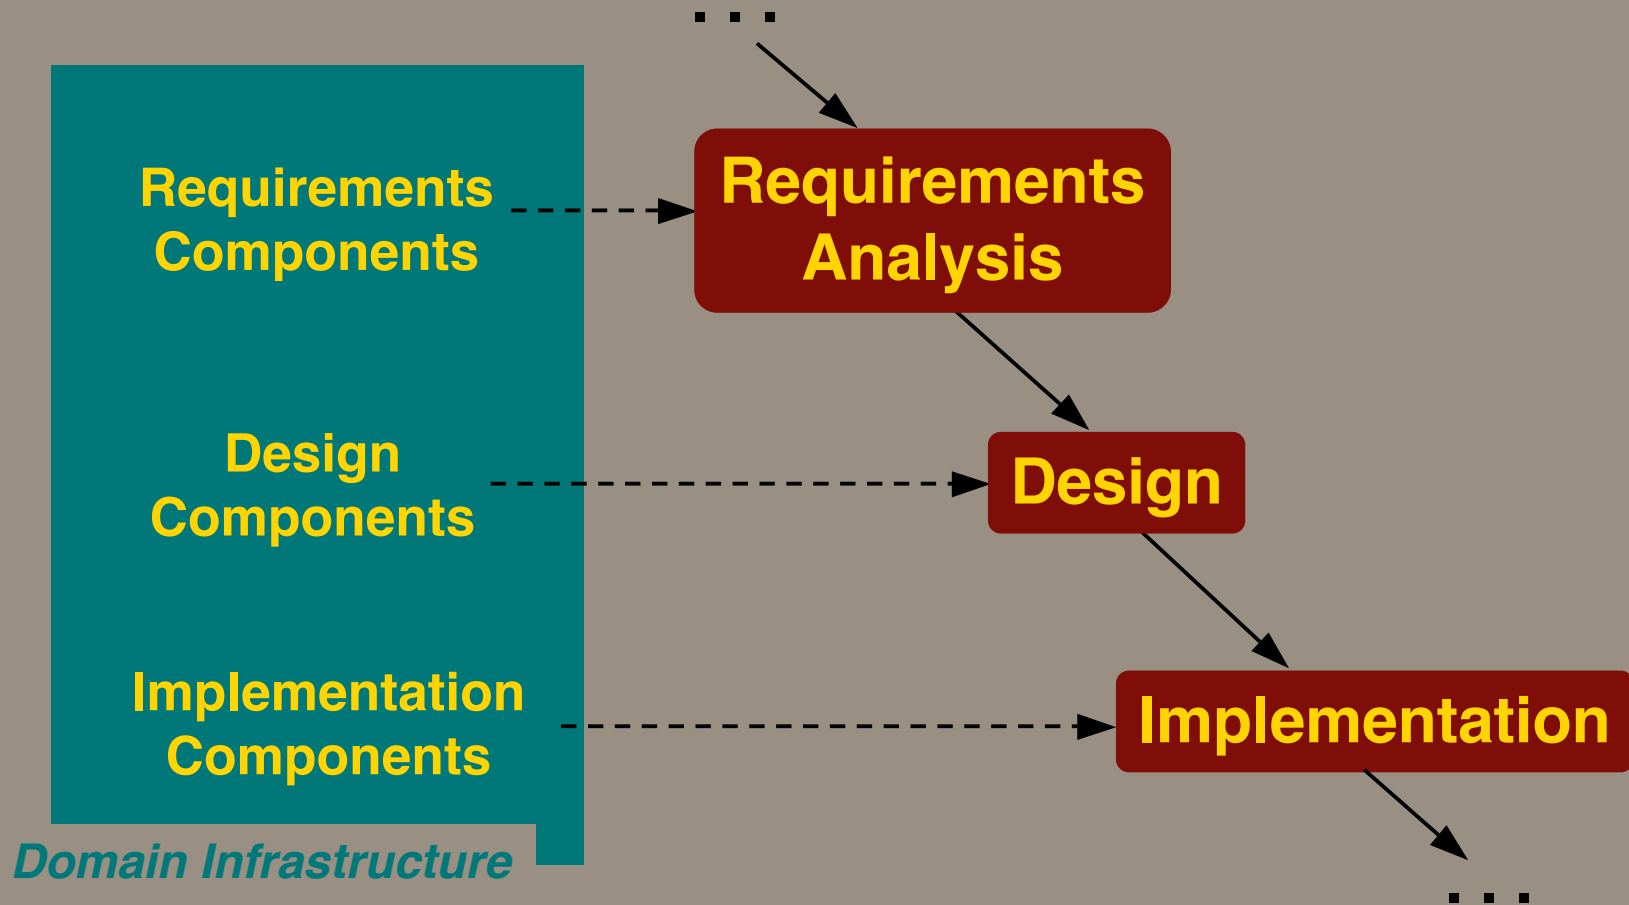 . . .
Requirements
Components
Requirements
Analysis
Design
Components
Design
Implementation
Components
Implementation
Domain Infrastructure
. . .